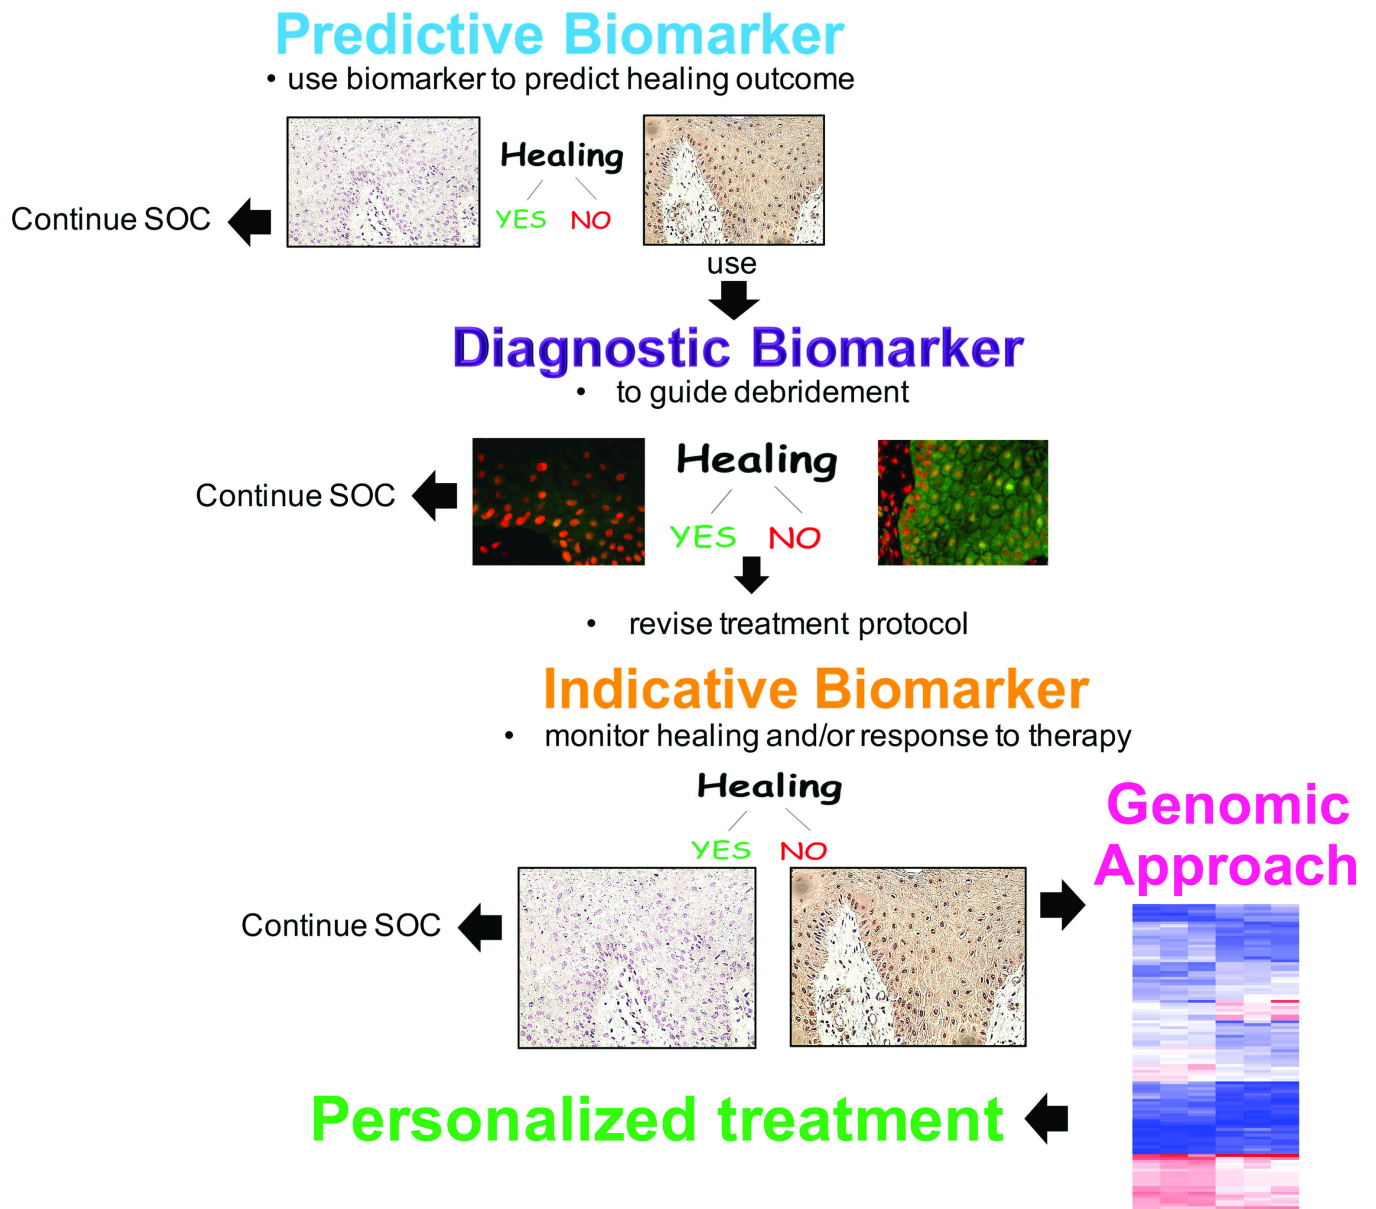 Predictive Biomarker
• use biomarker to predict healing outcome
Healing
YES NO
Continue SOC
use
Diagnostic Biomarker
• to guide debridement
Healing
Continue SOC
YES NO
• revise treatment protocol
Indicative Biomarker
• monitor healing and/or response to therapy
Healing
YES NO
Genomic
Approach
Continue SOC
Personalized treatment